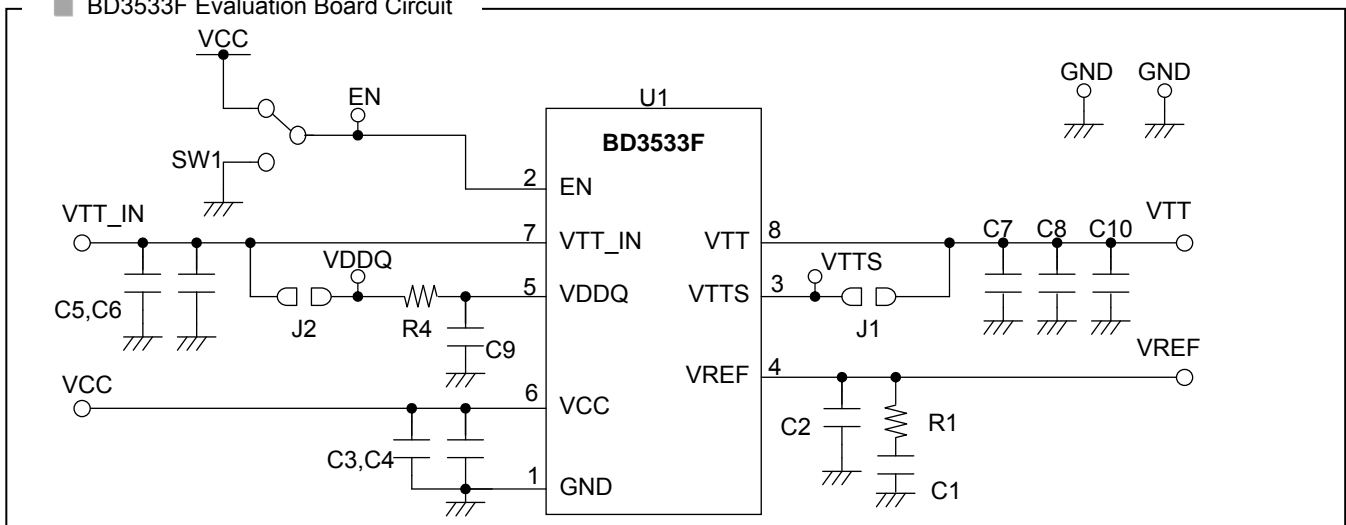 BD3533F Evaluation Board Circuit
VCC
EN
SW1
U1
BD3533F
GND GND
2 EN
VTT_IN
7 VTT_IN
VTT 8
C7 C8 C10
VTT
VDDQ
5 VDDQ
VTTS 3
VTTS
C5,C6
J2
R4
C9
J1
VREF 4
VREF
VCC
6 VCC
C2
R1
C3,C4
1 GND
C1